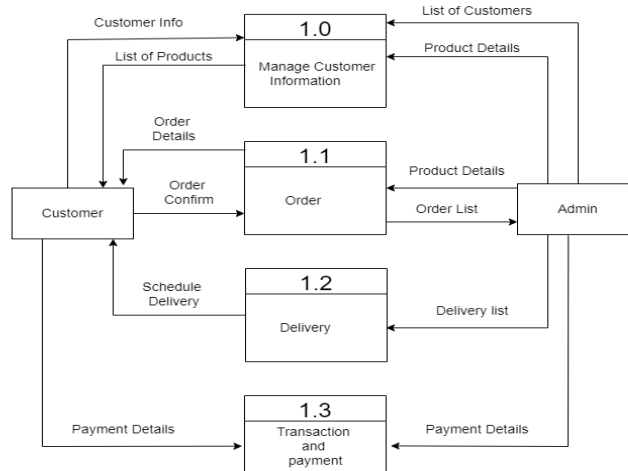 Customer Info
List of Products
1.0
Manage Customer
Information
List of Customers
Product Details
Order
Details
Order
Confirm
1.1
Order
Product Details
Order List
Customer
Admin
Schedule
Delivery
1.2
Delivery
Delivery list
Payment Details
1.3
Transaction
and
payment
Payment Details